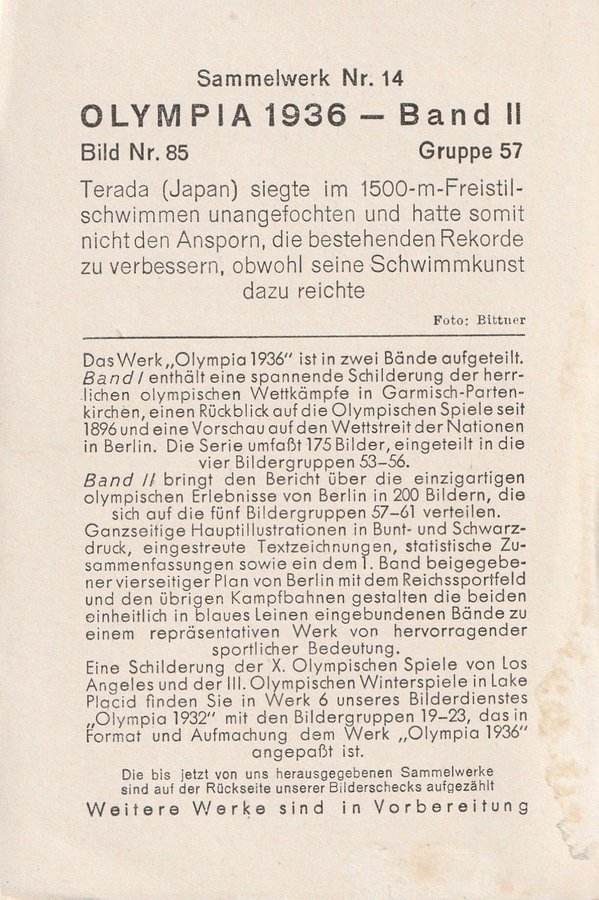 Sammelwerk Nr. 14
OLYMPIA 1936 — Band II
Bild Nr. 85 Gruppe 57
Terada (Japan) siegte im 1500-m-Freistil-
schwimmen unangefochten und hatte somit
nicht den Ansporn, die bestehenden Rekorde
zu verbessern, obwohl seine Schwimmkunst
dazu reichte
Foto: Bittner
Das Werk „Olympia 1936“ ist in zwei Bände aufgeteilt.
Band I enthält eine spannende Schilderung der herr-
lichen olympischen Wettkämpfe in Garmisch-Parten-
kirchen, einen Rückblick auf die Olympischen Spiele seit
1896 und eine Vorschau auf den Wettstreit der Nationen
in Berlin. Die Serie umfaßt 175 Bilder, eingeteilt in die
vier Bildergruppen 53–56.
Band II bringt den Bericht über die einzigartigen
olympischen Erlebnisse von Berlin in 200 Bildern, die
sich auf die fünf Bildergruppen 57–61 verteilen.
Ganzseitige Hauptillustrationen in Bunt- und Schwarz-
druck, eingestreute Textzeichnungen, statistische Zu-
sammenfassungen sowie ein dem 1. Band beigegebe-
ner vierseitiger Plan von Berlin mit dem Reichssportfeld
und den übrigen Kampfbahnen gestalten die beiden
einheitlich in blaues Leinen eingebundenen Bände zu
einem repräsentativen Werk von hervorragender
sportlicher Bedeutung.
Eine Schilderung der X. Olympischen Spiele von Los
Angeles und der III. Olympischen Winterspiele in Lake
Placid finden Sie in Werk 6 unseres Bilderdienstes
„Olympia 1932“ mit den Bildergruppen 19–23, das in
Format und Aufmachung dem Werk „Olympia 1936“
angepaßt ist.
Die bis jetzt von uns herausgegebenen Sammelwerke
sind auf der Rückseite unserer Bilderschecks aufgezählt
Weitere Werke sind in Vorbereitung